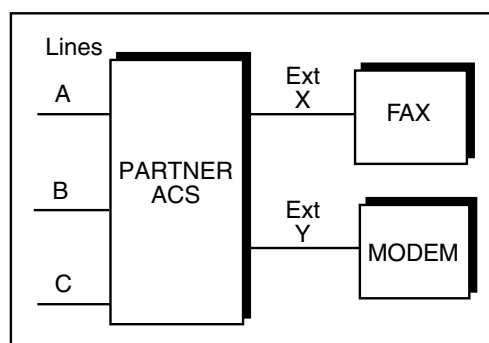 Lines
A
B
C
PARTNER
ACS
Ext
X
FAX
Ext
Y
MODEM